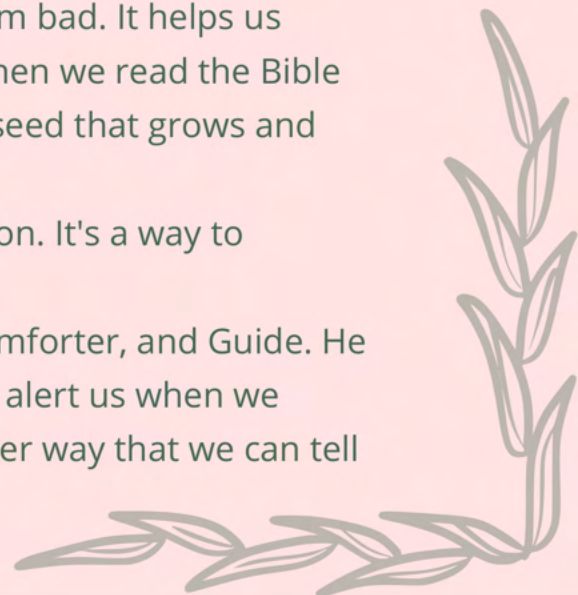 m bad. It helps us
hen we read the Bible
seed that grows and
on. It's a way to
mforter, and Guide. He
alert us when we
er way that we can tell